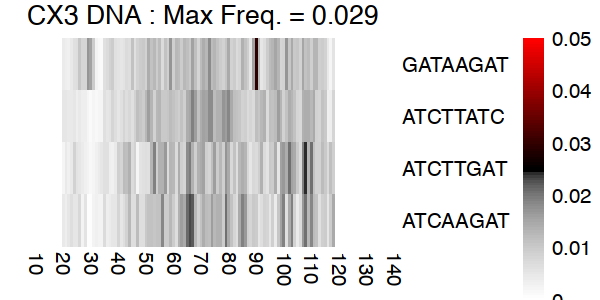 CX3 DNA : Max Freq. = 0.029
GATAAGAT
ATCTTATC
ATCTTGAT
ATCAAGAT
0.05
0.04
0.03
0.02
0.01
10 20 30 40 50 60 70 80 90 100 110 120 130 140